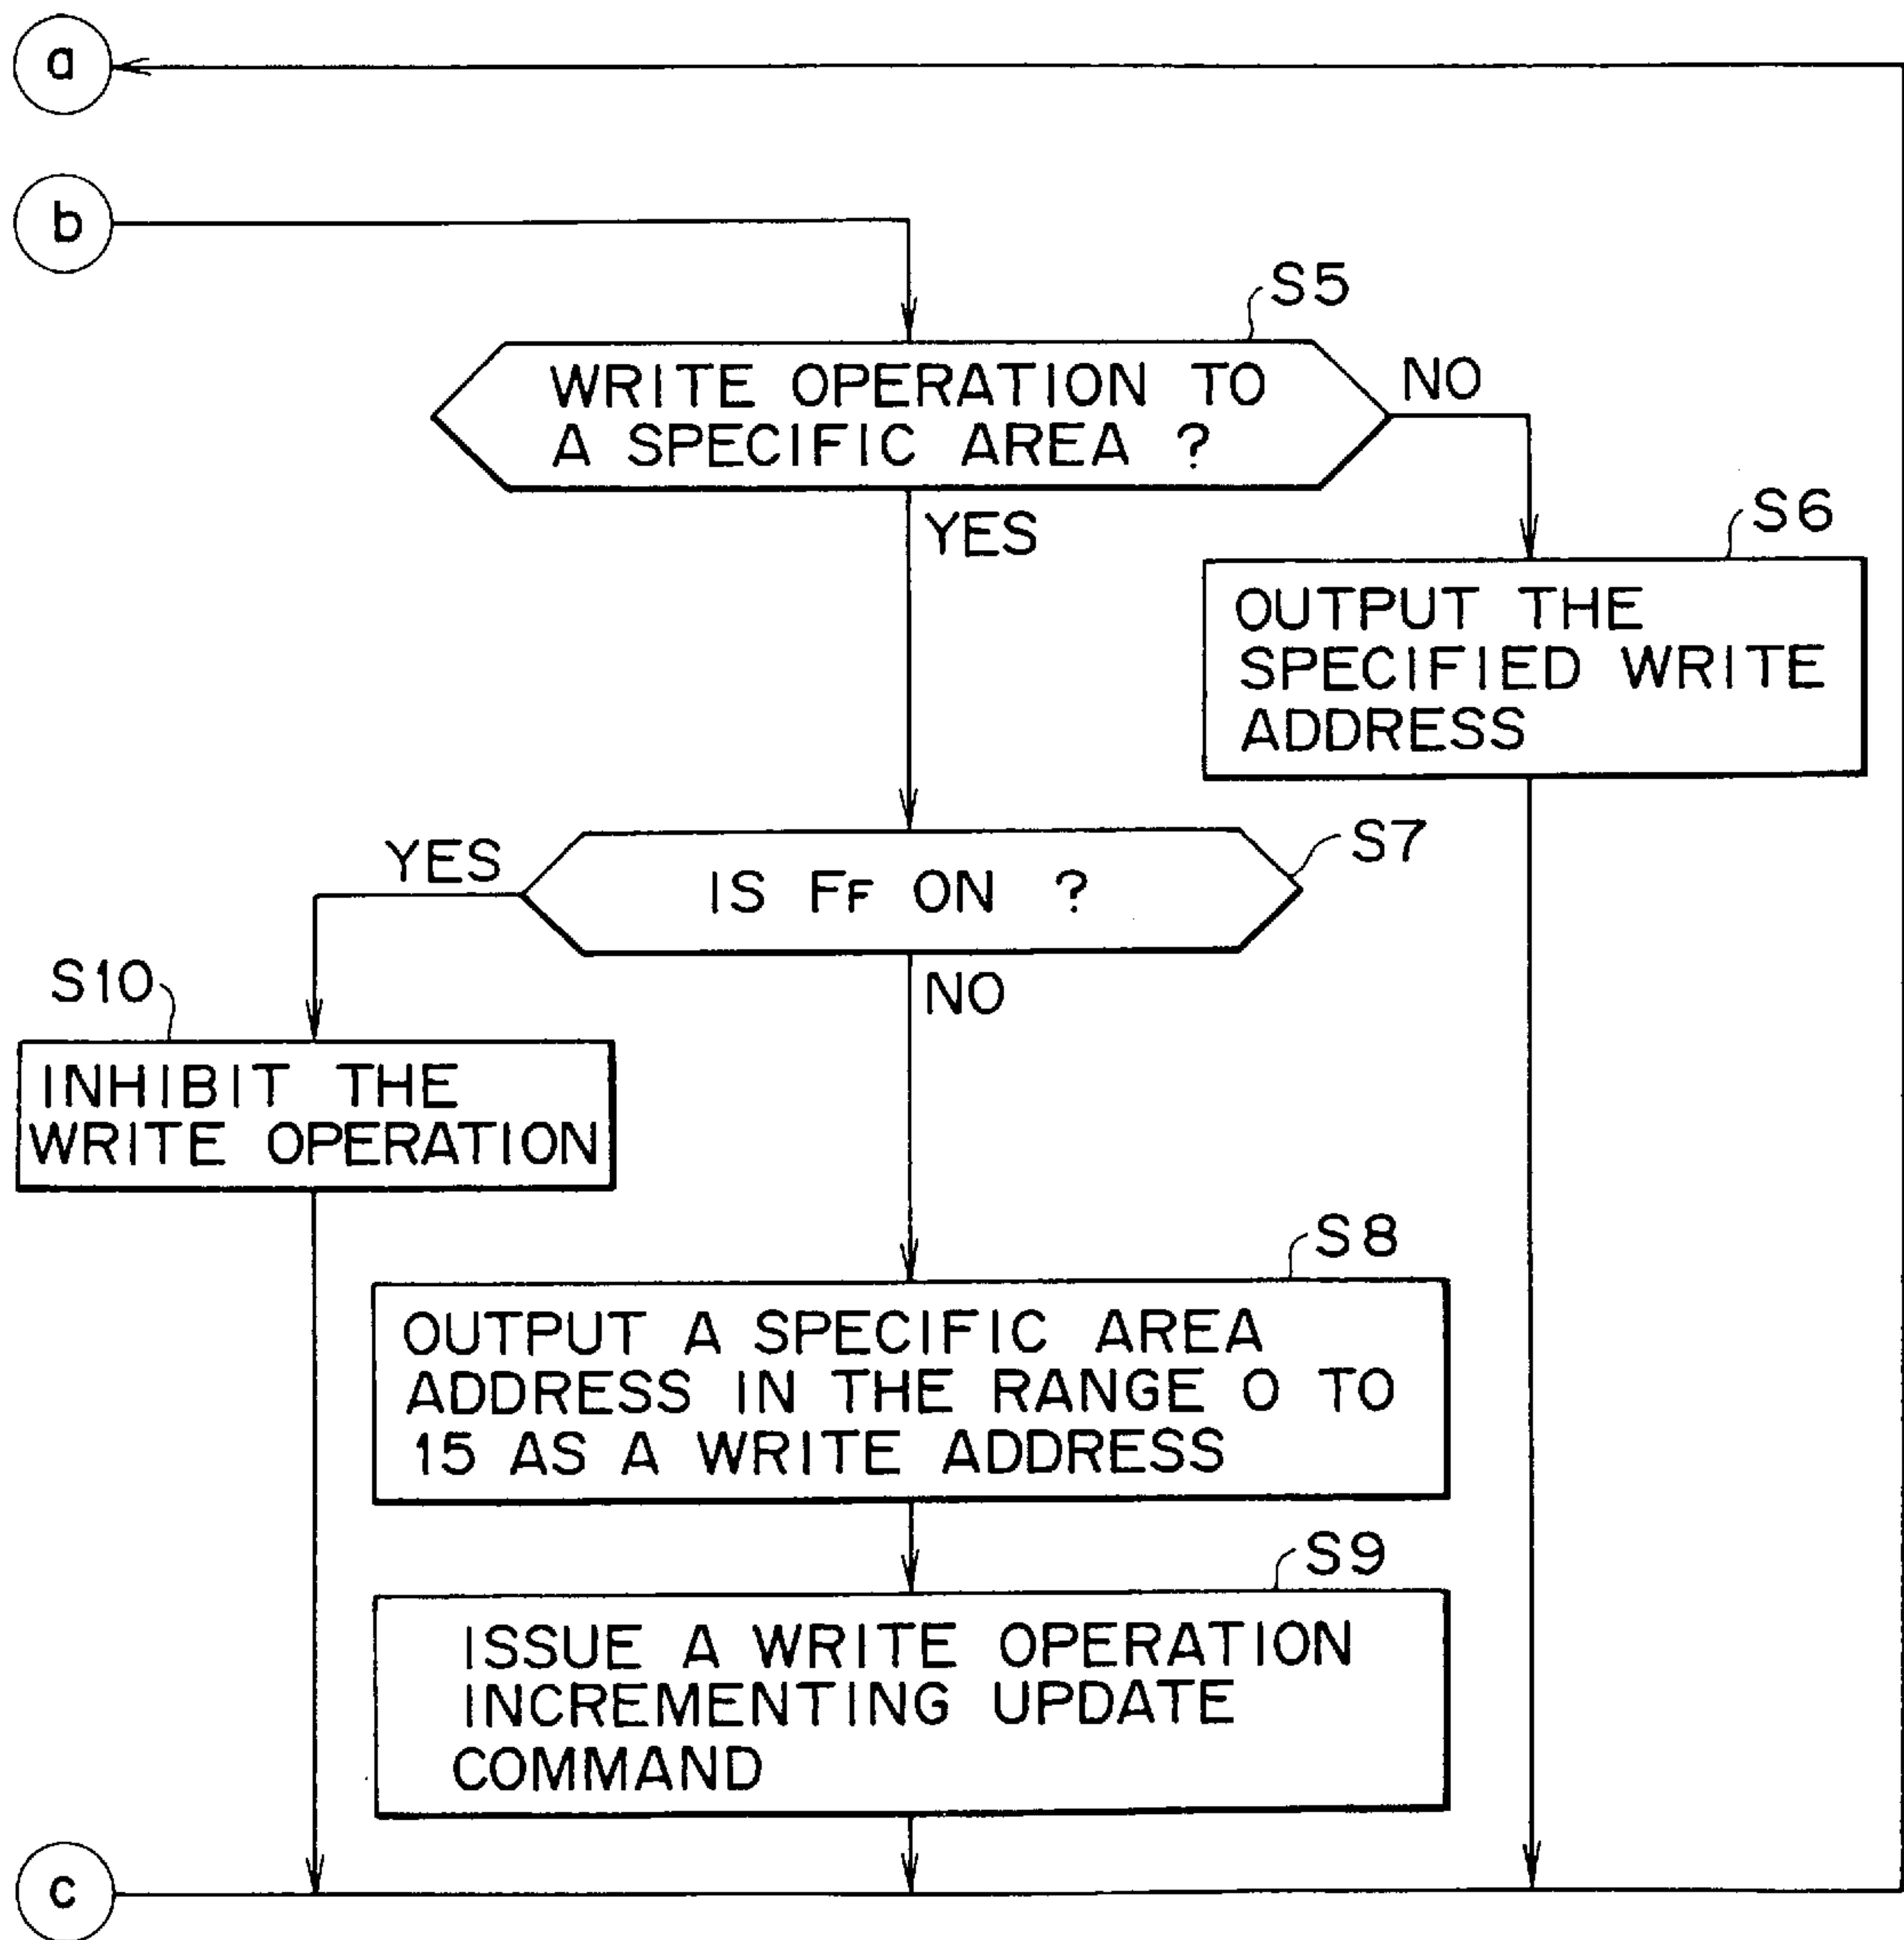 a
b
S5
WRITE OPERATION TO
A SPECIFIC AREA ?
NO
YES
S6
OUTPUT THE
SPECIFIED WRITE
ADDRESS
S7
YES
IS FF ON ?
NO
S10
INHIBIT THE
WRITE OPERATION
S8
OUTPUT A SPECIFIC AREA
ADDRESS IN THE RANGE 0 TO
15 AS A WRITE ADDRESS
S9
ISSUE A WRITE OPERATION
INCREMENTING UPDATE
COMMAND
c